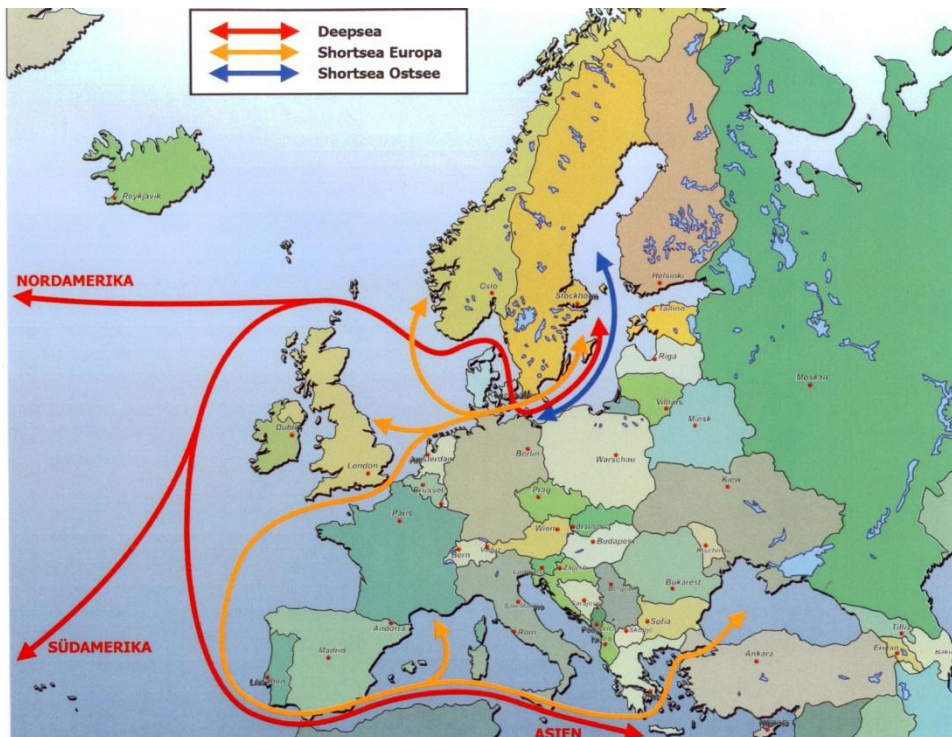 Deepsea
Shortsea Europa
Shortsea Ostsee
Reykjavik
NORDAMERIKA
Oslo
Stockholm
Helsinki
Tallinn
Riga
Moskau
Vilnius
Minsk
Dublin
London
Amsterdam
Berlin
Warschau
Brüssel
Prag
Kiew
Paris
Wien
Bratislava
Budapest
Bern
Vaduz
Zagreb
Bukarest
Sofia
Andorra
Rom
SÜDAMERIKA
Madrid
Lissabon
Ankara
Tiflis
Eriwan
Baku
ASIEN